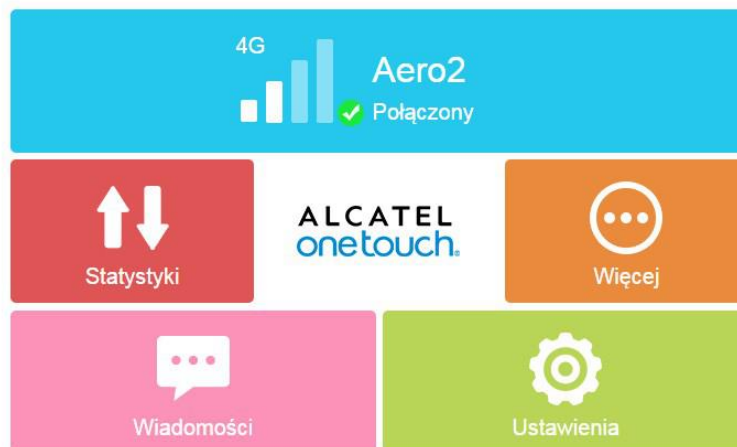 4G
Aero2
Połączony
Statystyki
ALCATEL
onetouch.
Więcej
Wiadomości
Ustawienia